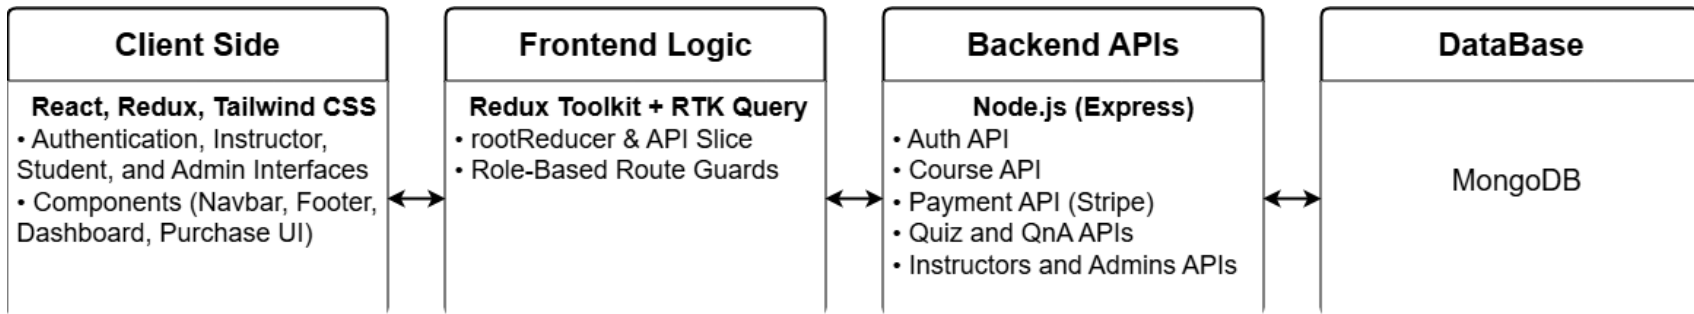 Client Side
React, Redux, Tailwind CSS
• Authentication, Instructor,
Student, and Admin Interfaces
• Components (Navbar, Footer,
Dashboard, Purchase UI)
Frontend Logic
Redux Toolkit + RTK Query
• rootReducer & API Slice
• Role-Based Route Guards
Backend APIs
Node.js (Express)
• Auth API
• Course API
• Payment API (Stripe)
• Quiz and QnA APIs
• Instructors and Admins APIs
DataBase
MongoDB